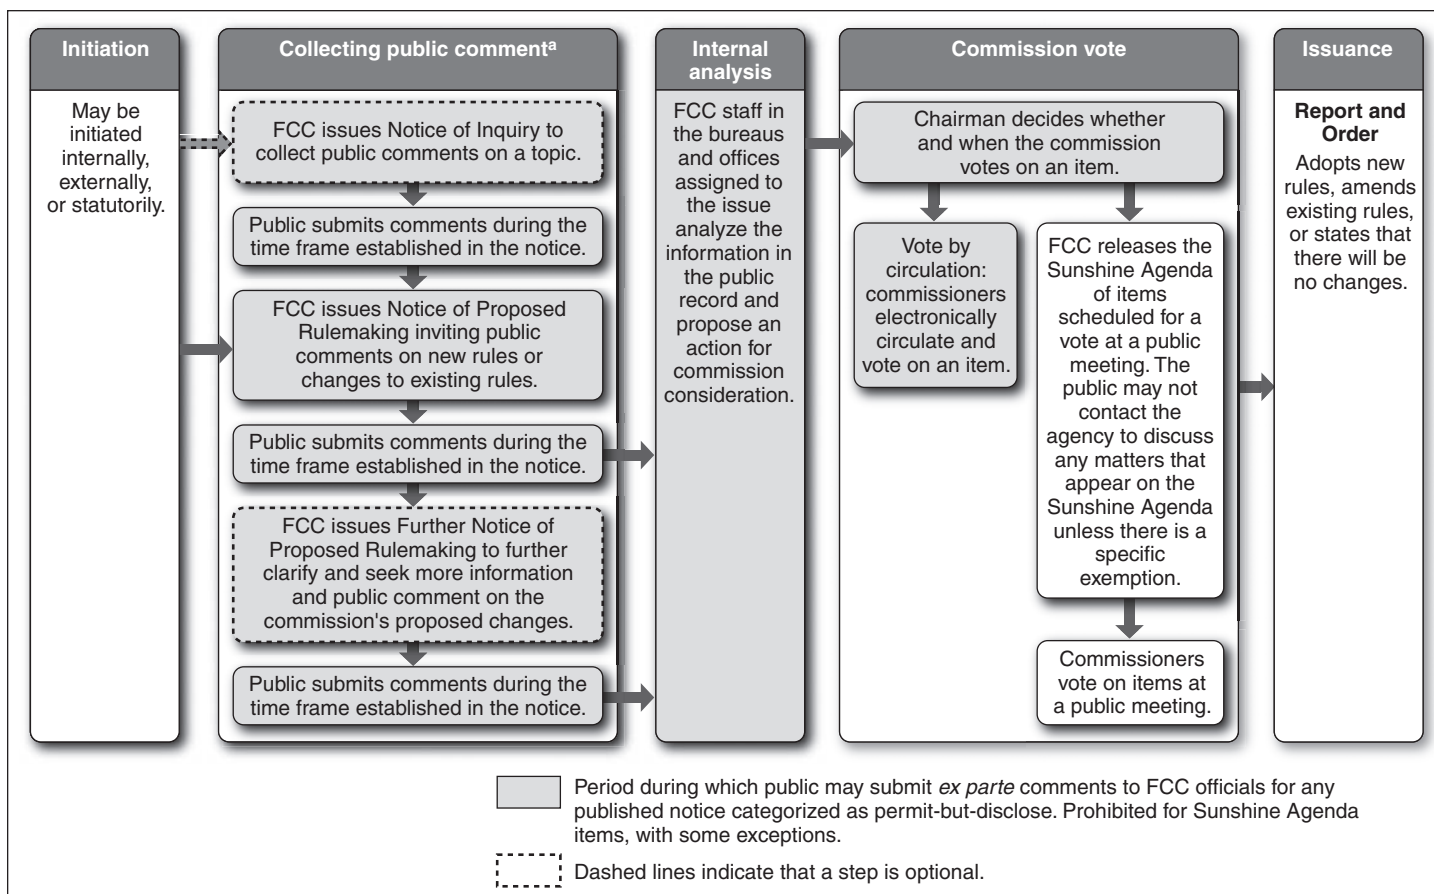 Initiation
May be
initiated
internally,
externally,
or statutorily.
Collecting public commentᵃ
FCC issues Notice of Inquiry to
collect public comments on a topic.
Public submits comments during the
time frame established in the notice.
FCC issues Notice of Proposed
Rulemaking inviting public
comments on new rules or
changes to existing rules.
Public submits comments during the
time frame established in the notice.
FCC issues Further Notice of
Proposed Rulemaking to further
clarify and seek more information
and public comment on the
commission's proposed changes.
Public submits comments during the
time frame established in the notice.
Internal
analysis
FCC staff in
the bureaus
and offices
assigned to
the issue
analyze the
information in
the public
record and
propose an
action for
commission
consideration.
Commission vote
Chairman decides whether
and when the commission
votes on an item.
Vote by
circulation:
commissioners
electronically
circulate and
vote on an item.
FCC releases the
Sunshine Agenda
of items
scheduled for a
vote at a public
meeting. The
public may not
contact the
agency to discuss
any matters that
appear on the
Sunshine Agenda
unless there is a
specific
exemption.
Commissioners
vote on items at
a public meeting.
Issuance
Report and
Order
Adopts new
rules, amends
existing rules,
or states that
there will be
no changes.
Period during which public may submit ex parte comments to FCC officials for any
published notice categorized as permit-but-disclose. Prohibited for Sunshine Agenda
items, with some exceptions.
Dashed lines indicate that a step is optional.